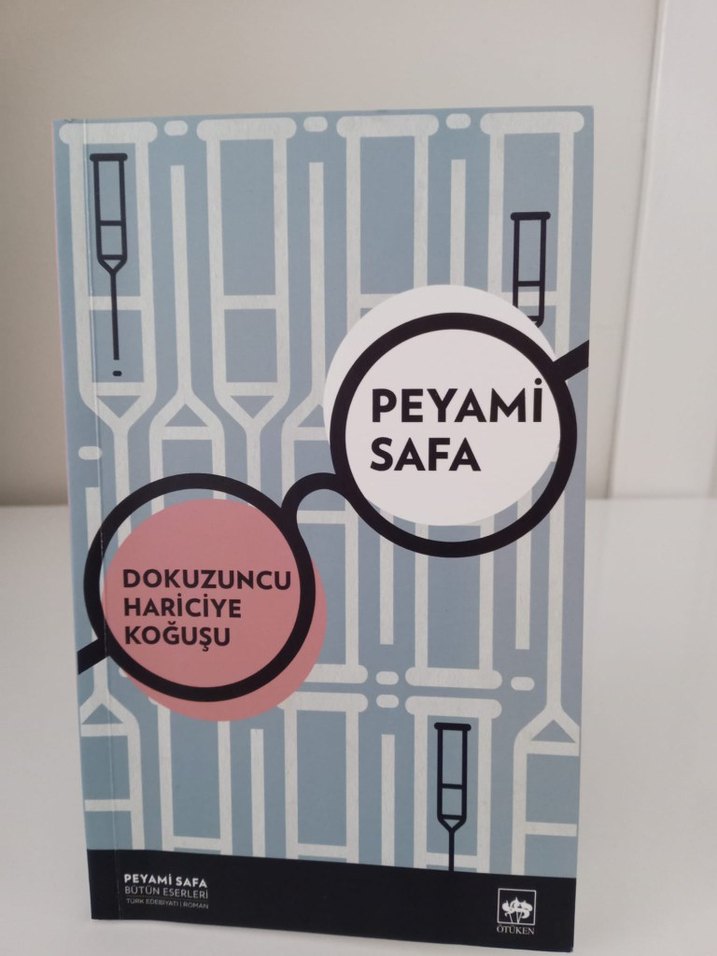 PEYAMİ
SAFA
DOKUZUNCU
HARİCİYE
KOĞUŞU
PEYAMİ SAFA
BÜTÜN ESERLERİ
TÜRK EDEBİYATI | ROMAN
ÖTÜKEN